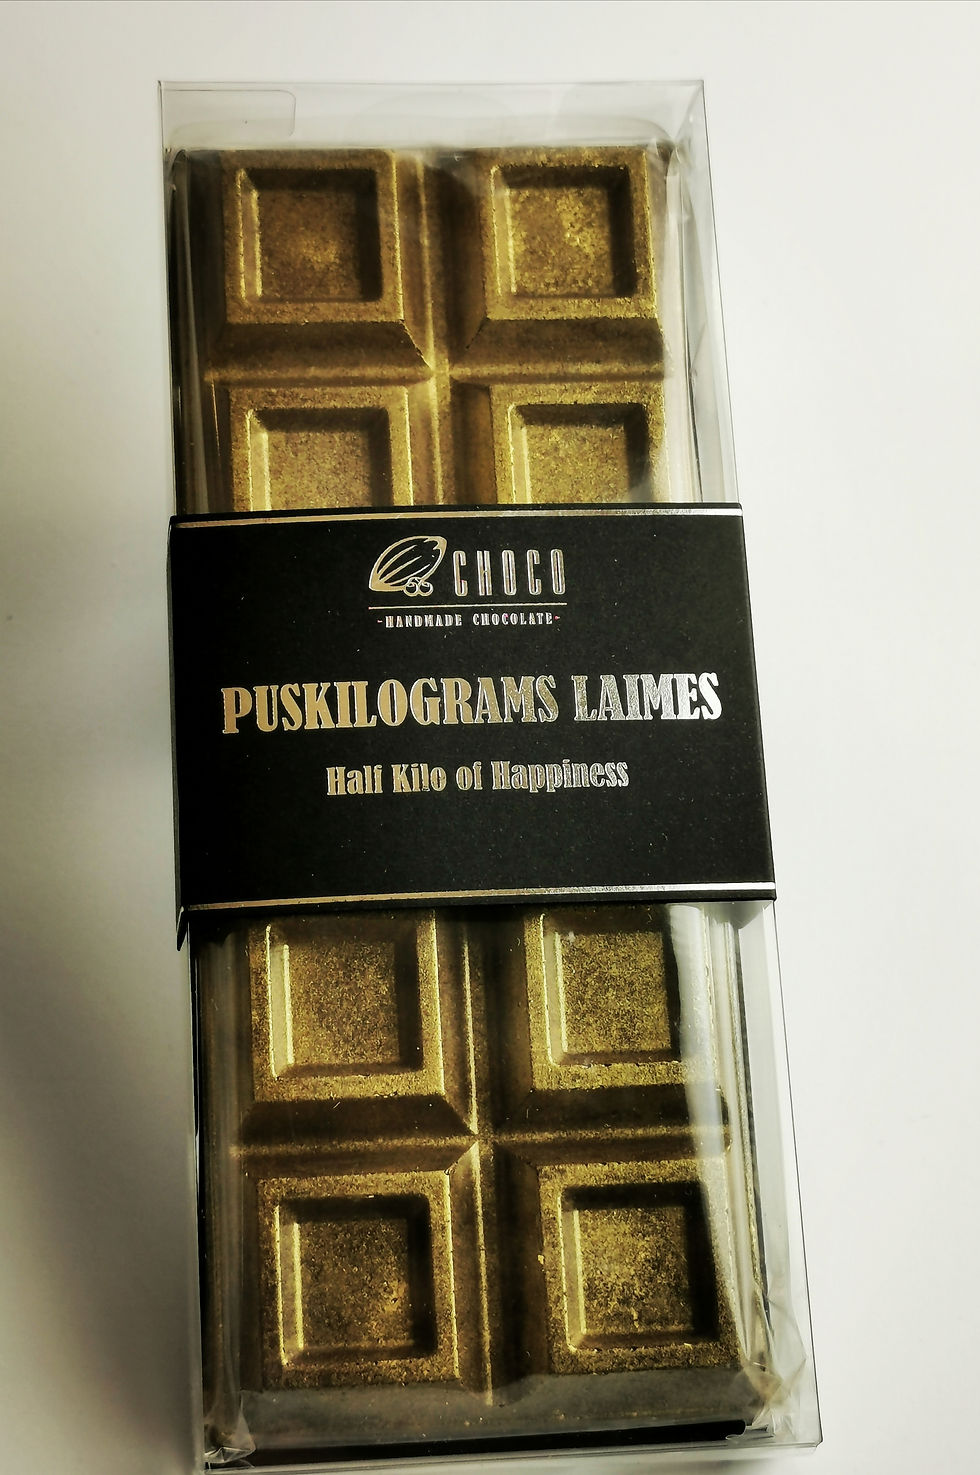 CHOCO
-HANDMADE CHOCOLATE-
PUSKILOGRAMS LAIMES
Half Kilo of Happiness